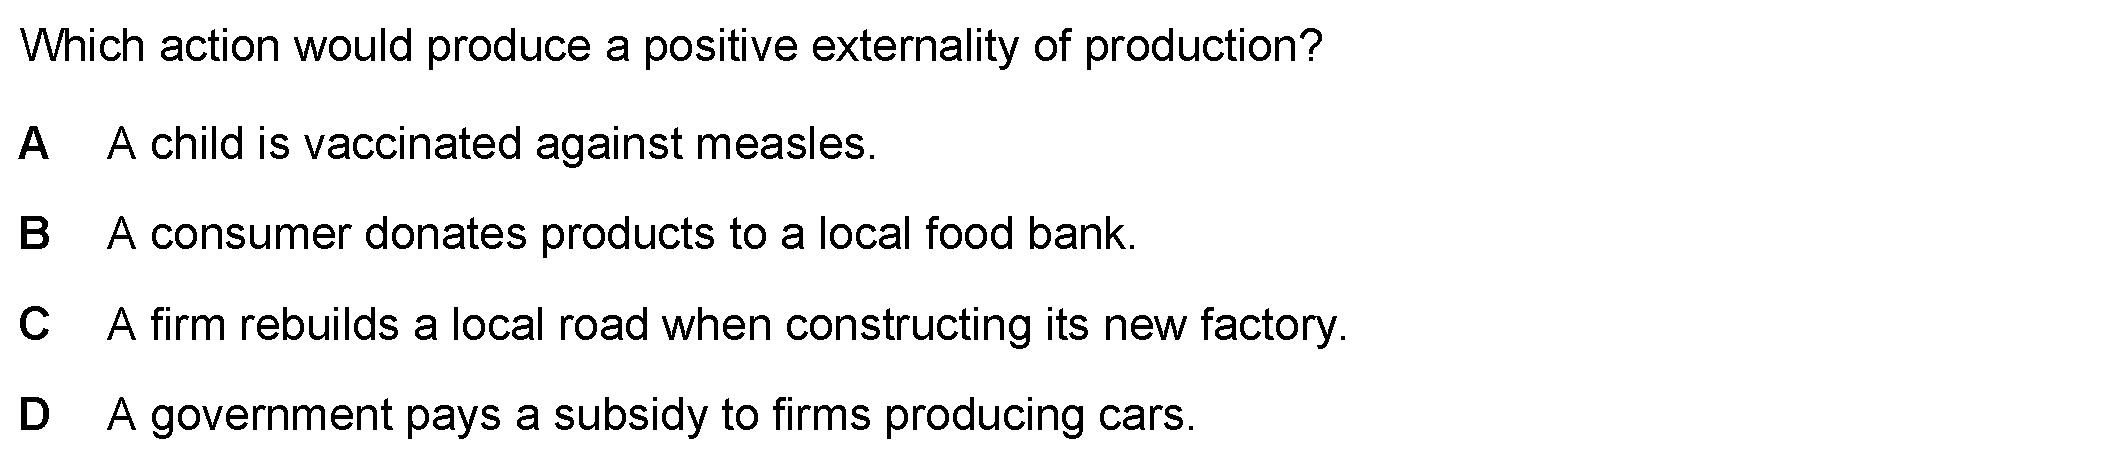 Which action would produce a positive externality of production?
A A child is vaccinated against measles.
B A consumer donates products to a local food bank.
C A firm rebuilds a local road when constructing its new factory.
D A government pays a subsidy to firms producing cars.